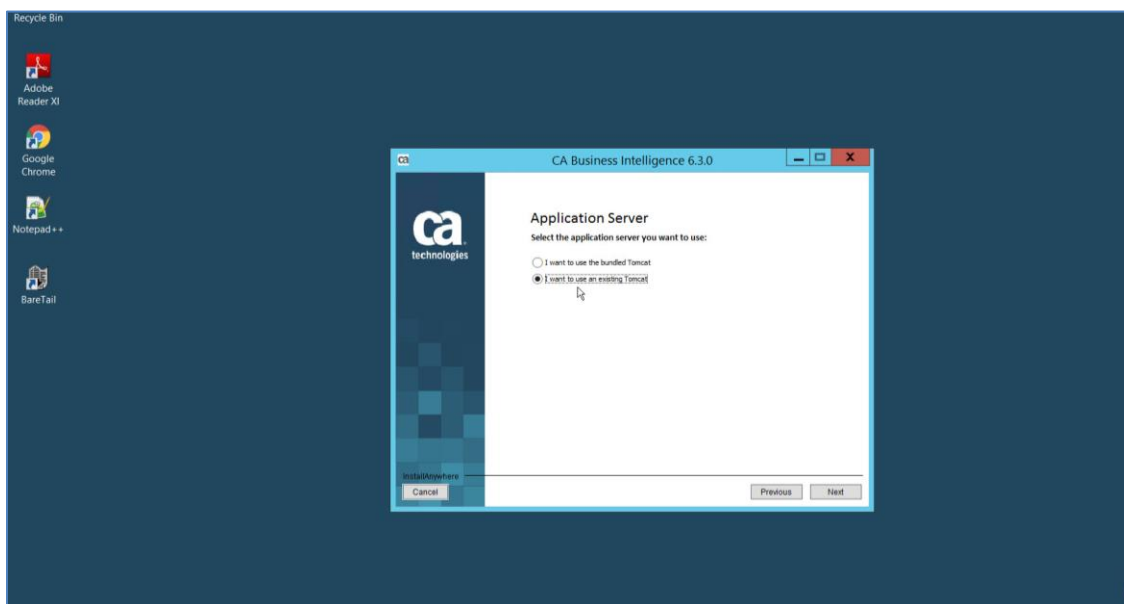 Recycle Bin
Adobe
Reader XI
Google
Chrome
Notepad++
BareTail
ca
CA Business Intelligence 6.3.0
X
ca
technologies
Application Server
Select the application server you want to use:
I want to use the bundled Tomcat
I want to use an existing Tomcat
InstallAnywhere
Cancel
Previous
Next